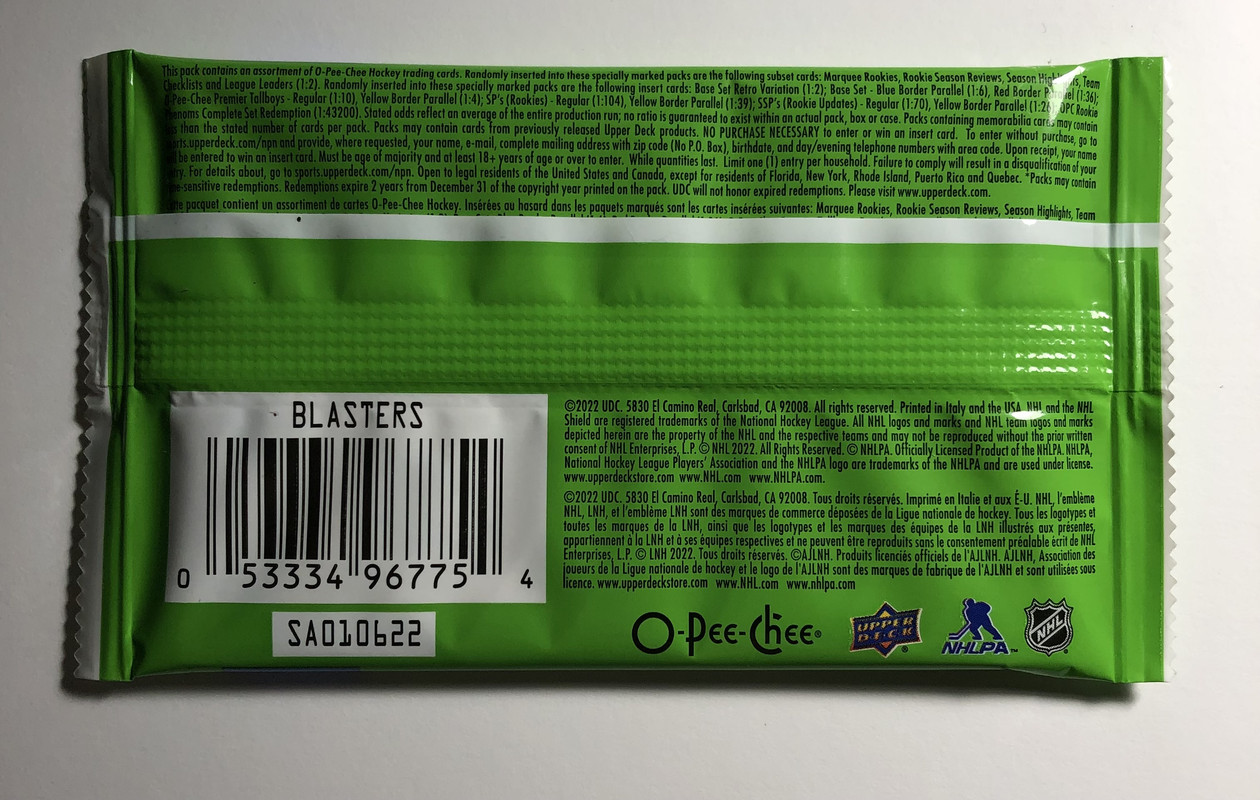 This pack contains an assortment of O-Pee-Chee Hockey trading cards. Randomly inserted into these specially marked packs are the following subset cards: Marquee Rookies, Rookie Season Reviews, Season Highlights, Team
Checklists and League Leaders (1:2). Randomly inserted into these specially marked packs are the following insert cards: Base Set Retro Variation (1:2); Base Set - Blue Border Parallel (1:6), Red Border Parallel (1:36);
O-Pee-Chee Premier Tallboys - Regular (1:10), Yellow Border Parallel (1:4); SP's (Rookies) - Regular (1:104), Yellow Border Parallel (1:39); SSP's (Rookie Updates) - Regular (1:70), Yellow Border Parallel (1:26); OPC Rookie
Phenoms Complete Set Redemption (1:43200). Stated odds reflect an average of the entire production run; no ratio is guaranteed to exist within an actual pack, box or case. Packs containing memorabilia cards may contain
less than the stated number of cards per pack. Packs may contain cards from previously released Upper Deck products. NO PURCHASE NECESSARY to enter or win an insert card. To enter without purchase, go to
sports.upperdeck.com/npn and provide, where requested, your name, e-mail, complete mailing address with zip code (No P.O. Box), birthdate, and day/evening telephone numbers with area code. Upon receipt, your name
will be entered to win an insert card. Must be age of majority and at least 18+ years of age or over to enter. While quantities last. Limit one (1) entry per household. Failure to comply will result in a disqualification of your
entry. For details, about, go to sports.upperdeck.com/npn. Open to legal residents of the United States and Canada, except for residents of Florida, New York, Rhode Island, Puerto Rico and Quebec. *Packs may contain
time-sensitive redemptions. Redemptions expire 2 years from December 31 of the copyright year printed on the pack. UDC will not honor expired redemptions. Please visit www.upperdeck.com.
Cette pacquet contient un assortiment de cartes O-Pee-Chee Hockey. Insérées au hasard dans les paquets marqués sont les cartes insérées suivantes: Marquee Rookies, Rookie Season Reviews, Season Highlights, Team
BLASTERS
0 53334 96775 4
SA010622
©2022 UDC. 5830 El Camino Real, Carlsbad, CA 92008. All rights reserved. Printed in Italy and the USA. NHL and the NHL
Shield are registered trademarks of the National Hockey League. All NHL logos and marks and NHL team logos and marks
depicted herein are the property of the NHL and the respective teams and may not be reproduced without the prior written
consent of NHL Enterprises, L.P. © NHL 2022. All Rights Reserved. © NHLPA. Officially Licensed Product of the NHLPA. NHLPA,
National Hockey League Players' Association and the NHLPA logo are trademarks of the NHLPA and are used under license.
www.upperdeckstore.com www.NHL.com www.NHLPA.com.
©2022 UDC. 5830 El Camino Real, Carlsbad, CA 92008. Tous droits réservés. Imprimé en Italie et aux É-U. NHL, l'emblème
NHL, LNH, et l'emblème LNH sont des marques de commerce déposées de la Ligue nationale de hockey. Tous les logotypes et
toutes les marques de la LNH, ainsi que les logotypes et les marques des équipes de la LNH illustrés aux présentes,
appartiennent à la LNH et à ses équipes respectives et ne peuvent être reproduits sans le consentement préalable écrit de NHL
Enterprises, L.P. © LNH 2022. Tous droits réservés. ©AJLNH. Produits licenciés officiels de l'AJLNH. AJLNH, Association des
joueurs de la Ligue nationale de hockey et le logo de l'AJLNH sont des marques de fabrique de l'AJLNH et sont utilisées sous
licence. www.upperdeckstore.com www.NHL.com www.nhlpa.com
O-Pee-Chee® UPPER DECK® NHLPA™ NHL®